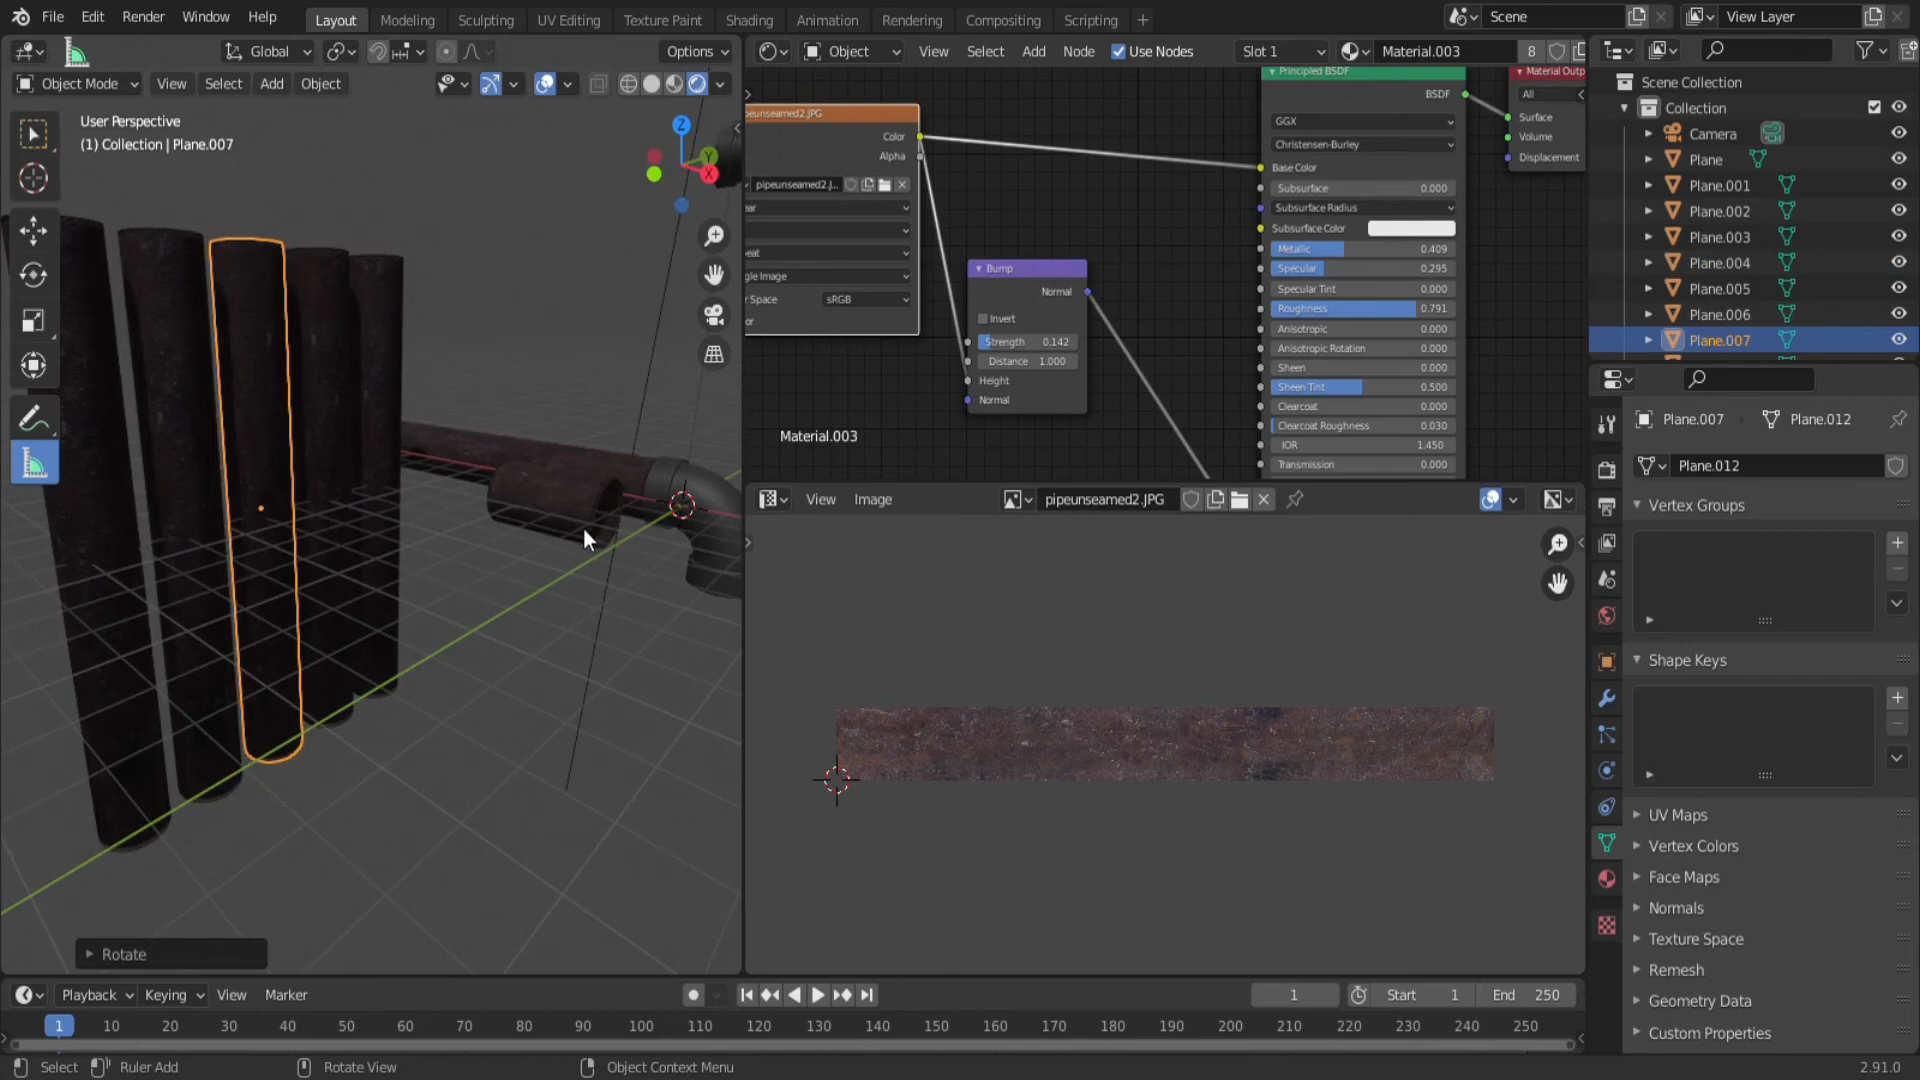 File Edit Render Window Help Layout Modeling Sculpting UV Editing Texture Paint Shading Animation Rendering Compositing Scripting + Scene View Layer
Global Options Object View Select Add Node Use Nodes Slot 1 Material.003 8
Object Mode View Select Add Object
User Perspective
(1) Collection | Plane.007
Z
Y
X
Rotate
peunseamed2.JPG
Color
Alpha
pipeunseamed2.J...
ear
eat
gle Image
r Space sRGB
or
Bump
Normal
Invert
Strength 0.142
Distance 1.000
Height
Normal
Material.003
Principled BSDF
BSDF
GGX
Christensen-Burley
Base Color
Subsurface 0.000
Subsurface Radius
Subsurface Color
Metallic 0.409
Specular 0.295
Specular Tint 0.000
Roughness 0.791
Anisotropic 0.000
Anisotropic Rotation 0.000
Sheen 0.000
Sheen Tint 0.500
Clearcoat 0.000
Clearcoat Roughness 0.030
IOR 1.450
Transmission 0.000
Material Outp
All
Surface
Volume
Displacement
View Image pipeunseamed2.JPG
Scene Collection
Collection
Camera
Plane
Plane.001
Plane.002
Plane.003
Plane.004
Plane.005
Plane.006
Plane.007
Plane.007 Plane.012
Plane.012
Vertex Groups
Shape Keys
UV Maps
Vertex Colors
Face Maps
Normals
Texture Space
Remesh
Geometry Data
Custom Properties
Playback Keying View Marker 1 Start 1 End 250
1 10 20 30 40 50 60 70 80 90 100 110 120 130 140 150 160 170 180 190 200 210 220 230 240 250
Select Ruler Add Rotate View Object Context Menu 2.91.0